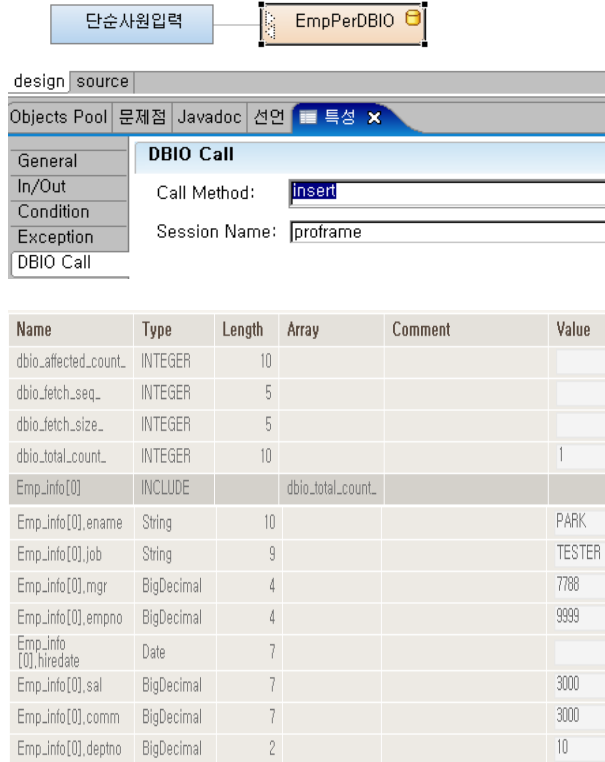 단순사원입력
EmpPerDBIO
design source
Objects Pool 문제점 Javadoc 선언 특성
General
In/Out
Condition
Exception
DBIO Call
DBIO Call
Call Method: insert
Session Name: proframe
Name Type Length Array Comment Value
dbio_affected_count_ INTEGER 10
dbio_fetch_seq_ INTEGER 5
dbio_fetch_size_ INTEGER 5
dbio_total_count_ INTEGER 10 1
Emp_info[0] INCLUDE dbio_total_count_
Emp_info[0].ename String 10 PARK
Emp_info[0].job String 9 TESTER
Emp_info[0].mgr BigDecimal 4 7788
Emp_info[0].empno BigDecimal 4 9999
Emp_info
[0].hiredate Date 7
Emp_info[0].sal BigDecimal 7 3000
Emp_info[0].comm BigDecimal 7 3000
Emp_info[0].deptno BigDecimal 2 10